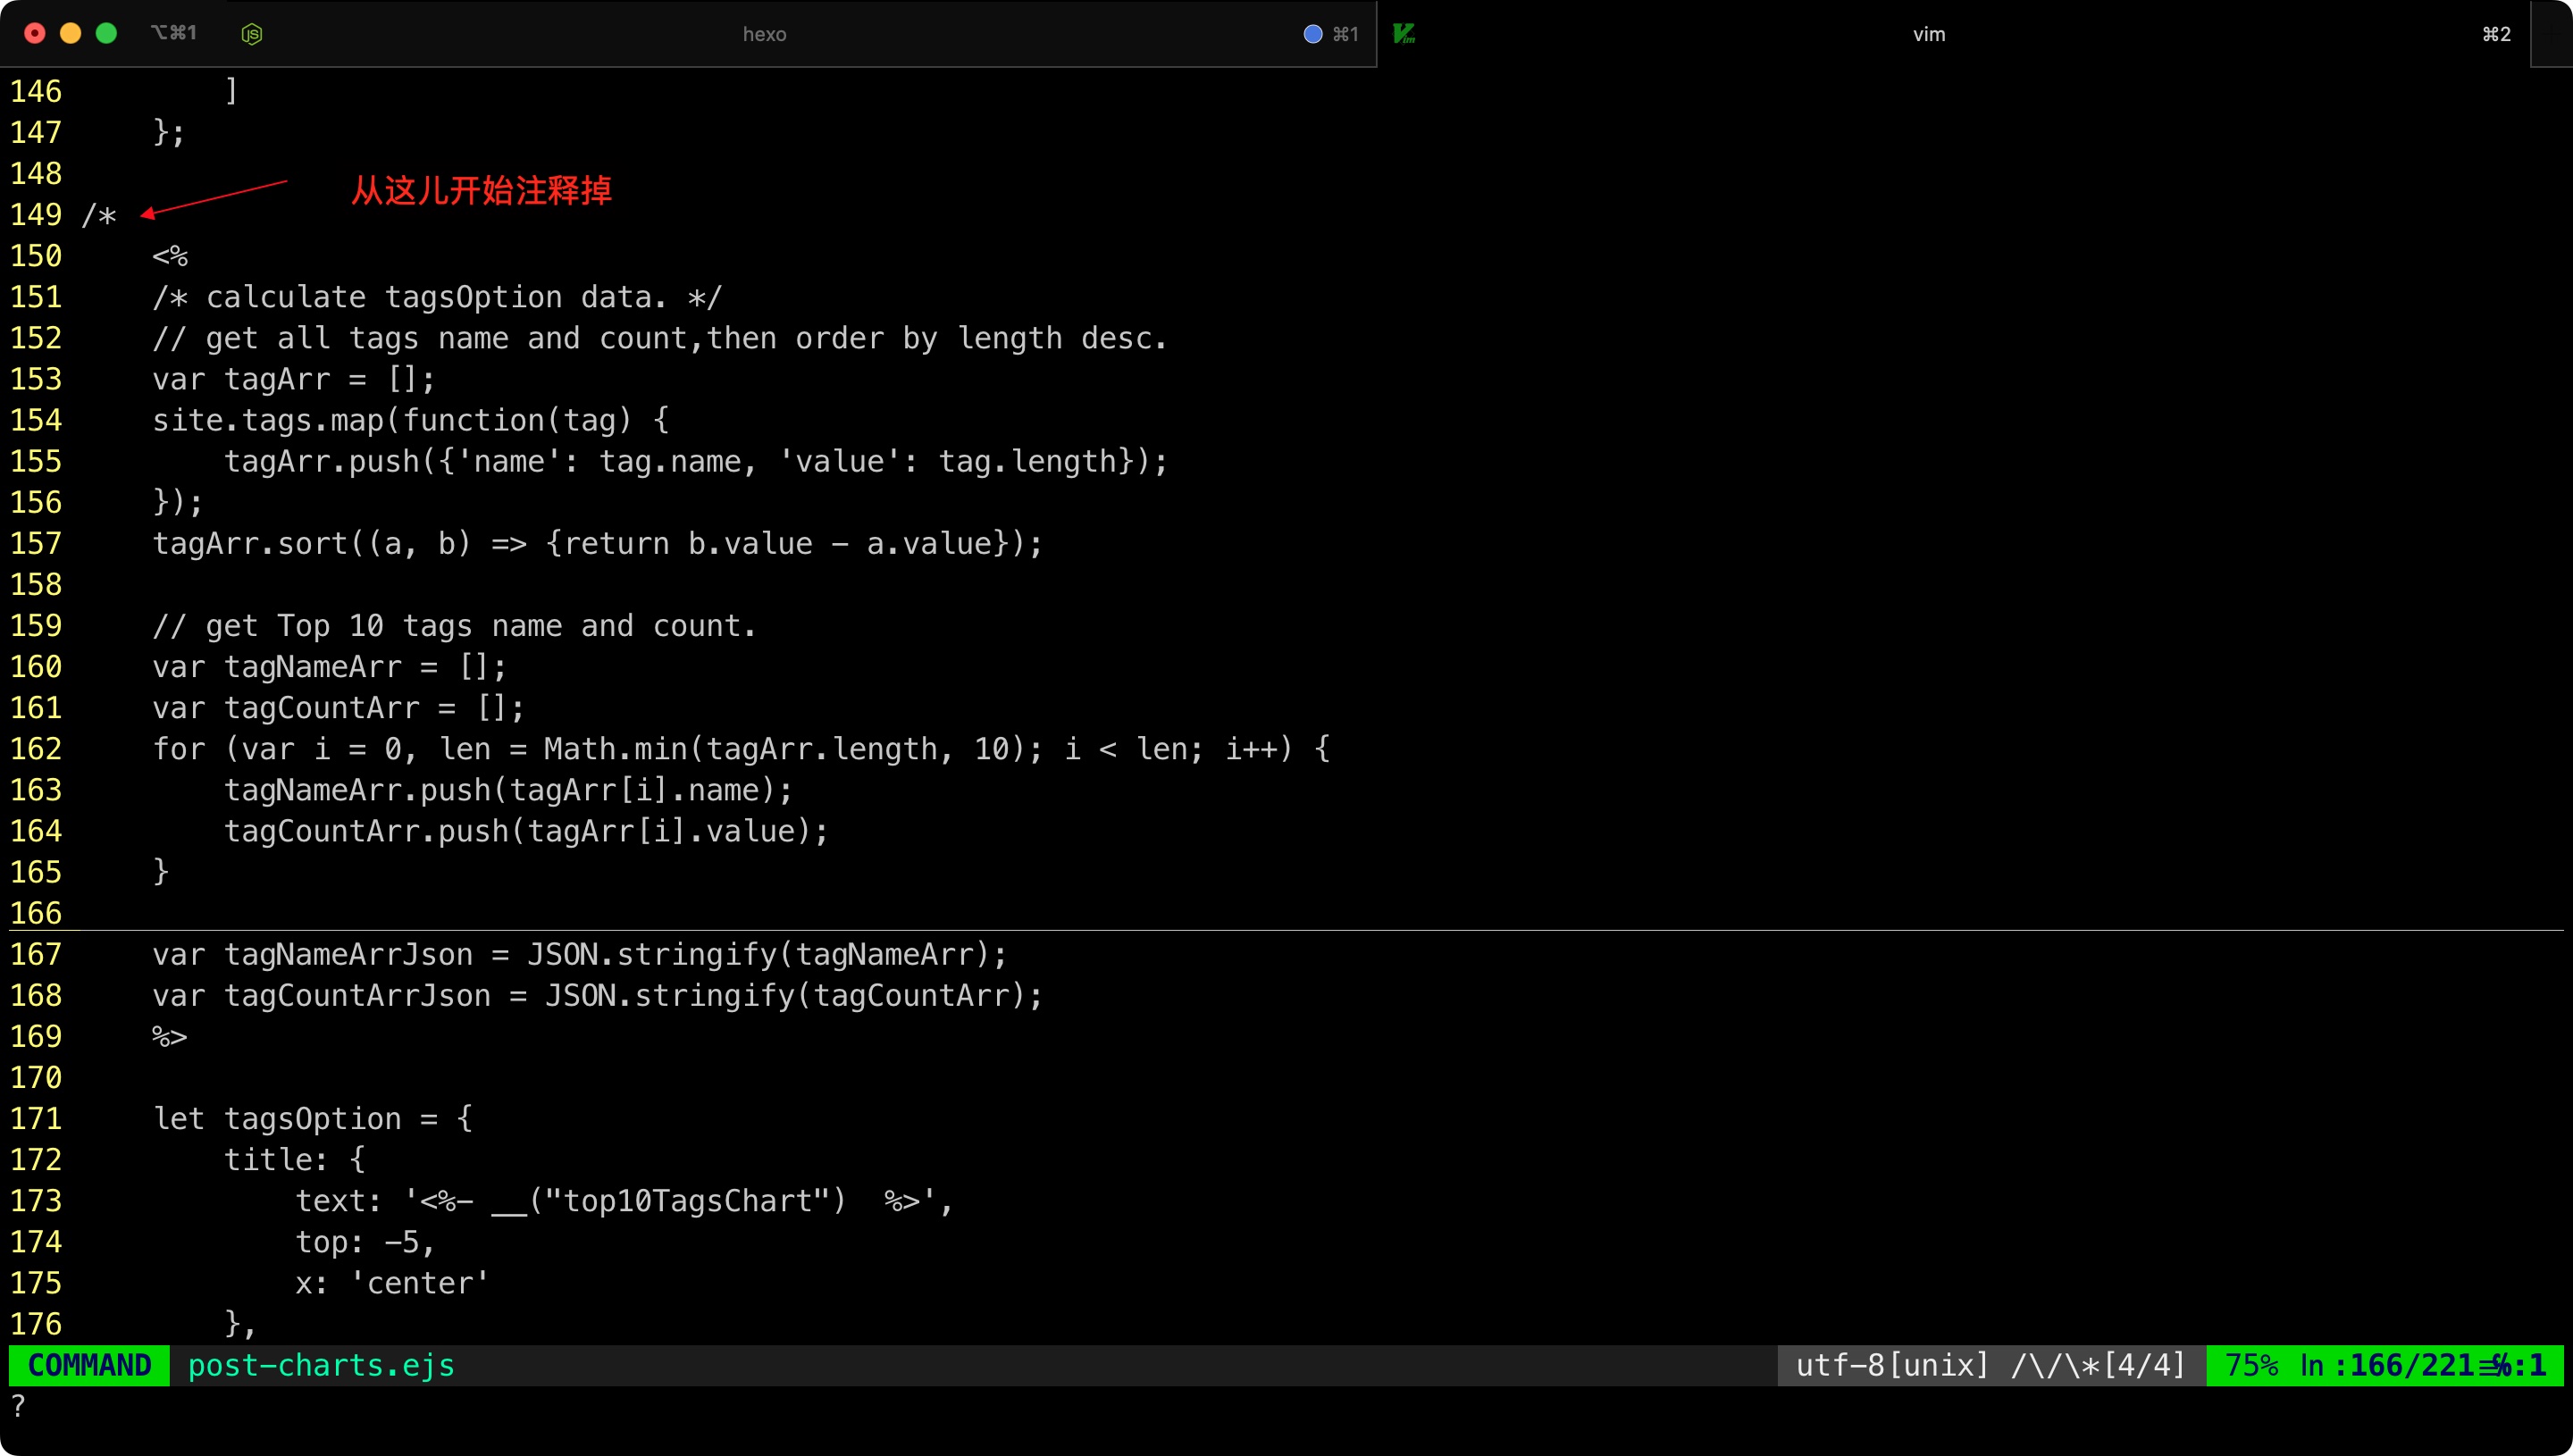 ⌥⌘1 hexo ⌘1 vim ⌘2
146         ]
147     };
148
从这儿开始注释掉
149 /*
150     <%
151     /* calculate tagsOption data. */
152     // get all tags name and count,then order by length desc.
153     var tagArr = [];
154     site.tags.map(function(tag) {
155         tagArr.push({'name': tag.name, 'value': tag.length});
156     });
157     tagArr.sort((a, b) => {return b.value - a.value});
158
159     // get Top 10 tags name and count.
160     var tagNameArr = [];
161     var tagCountArr = [];
162     for (var i = 0, len = Math.min(tagArr.length, 10); i < len; i++) {
163         tagNameArr.push(tagArr[i].name);
164         tagCountArr.push(tagArr[i].value);
165     }
166
167     var tagNameArrJson = JSON.stringify(tagNameArr);
168     var tagCountArrJson = JSON.stringify(tagCountArr);
169     %>
170
171     let tagsOption = {
172         title: {
173             text: '<%- __("top10TagsChart")  %>',
174             top: -5,
175             x: 'center'
176         },
COMMAND post-charts.ejs utf-8[unix] /\/\*[4/4] 75% ln :166/221≡℅:1
?